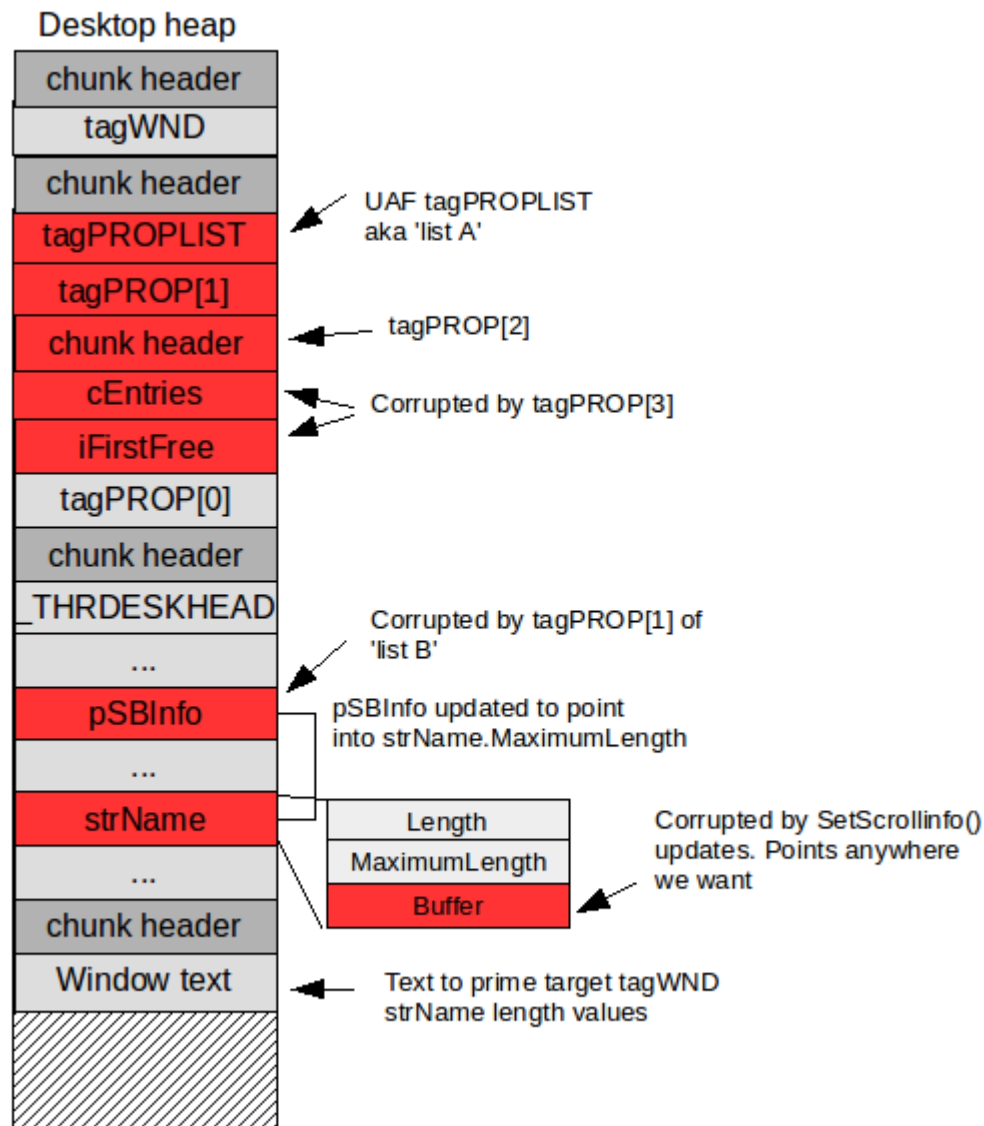 Desktop heap
chunk header
tagWND
chunk header
tagPROPLIST
UAF tagPROPLIST
aka 'list A'
tagPROP[1]
chunk header
tagPROP[2]
cEntries
Corrupted by tagPROP[3]
iFirstFree
tagPROP[0]
chunk header
_THRDESKHEAD
Corrupted by tagPROP[1] of
'list B'
...
pSBInfo
pSBInfo updated to point
into strName.MaximumLength
...
strName
Length
MaximumLength
Buffer
Corrupted by SetScrollinfo()
updates. Points anywhere
we want
...
chunk header
Window text
Text to prime target tagWND
strName length values